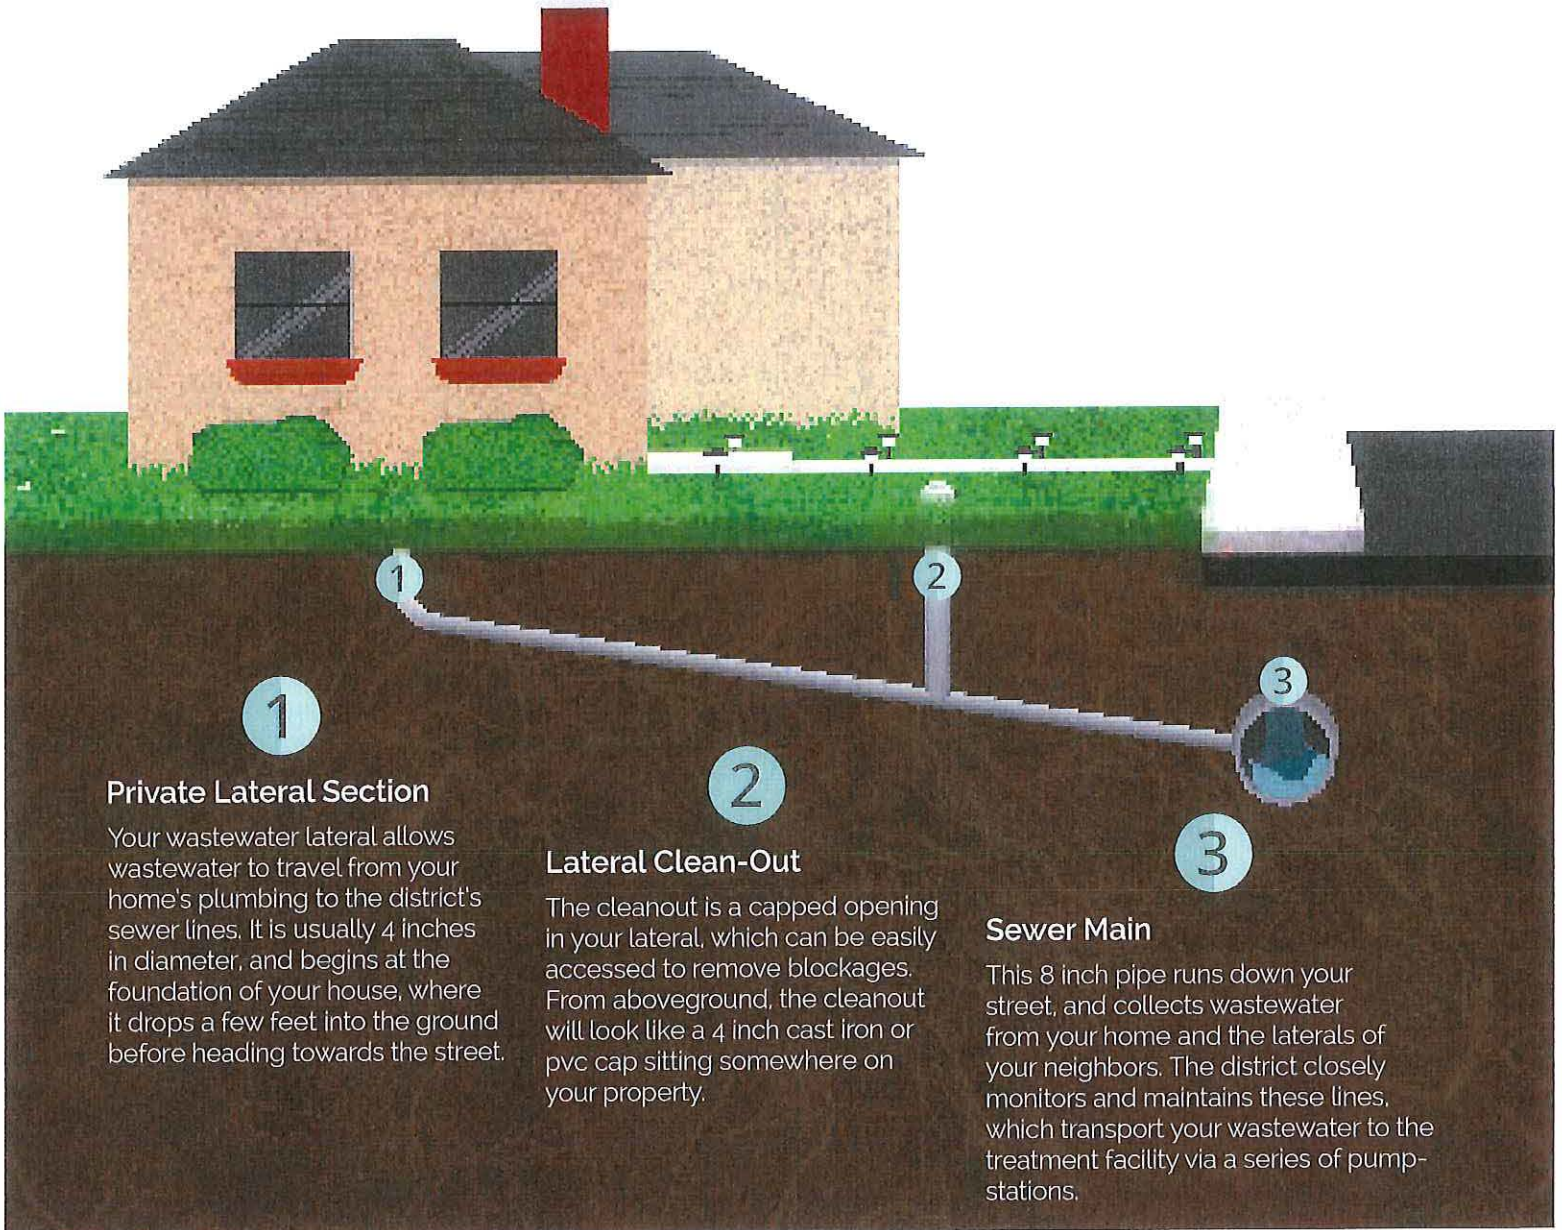 1
2
3
1
Private Lateral Section
Your wastewater lateral allows
wastewater to travel from your
home's plumbing to the district's
sewer lines. It is usually 4 inches
in diameter, and begins at the
foundation of your house, where
it drops a few feet into the ground
before heading towards the street.
2
Lateral Clean-Out
The cleanout is a capped opening
in your lateral, which can be easily
accessed to remove blockages.
From aboveground, the cleanout
will look like a 4 inch cast iron or
pvc cap sitting somewhere on
your property.
3
Sewer Main
This 8 inch pipe runs down your
street, and collects wastewater
from your home and the laterals of
your neighbors. The district closely
monitors and maintains these lines,
which transport your wastewater to the
treatment facility via a series of pump-
stations.